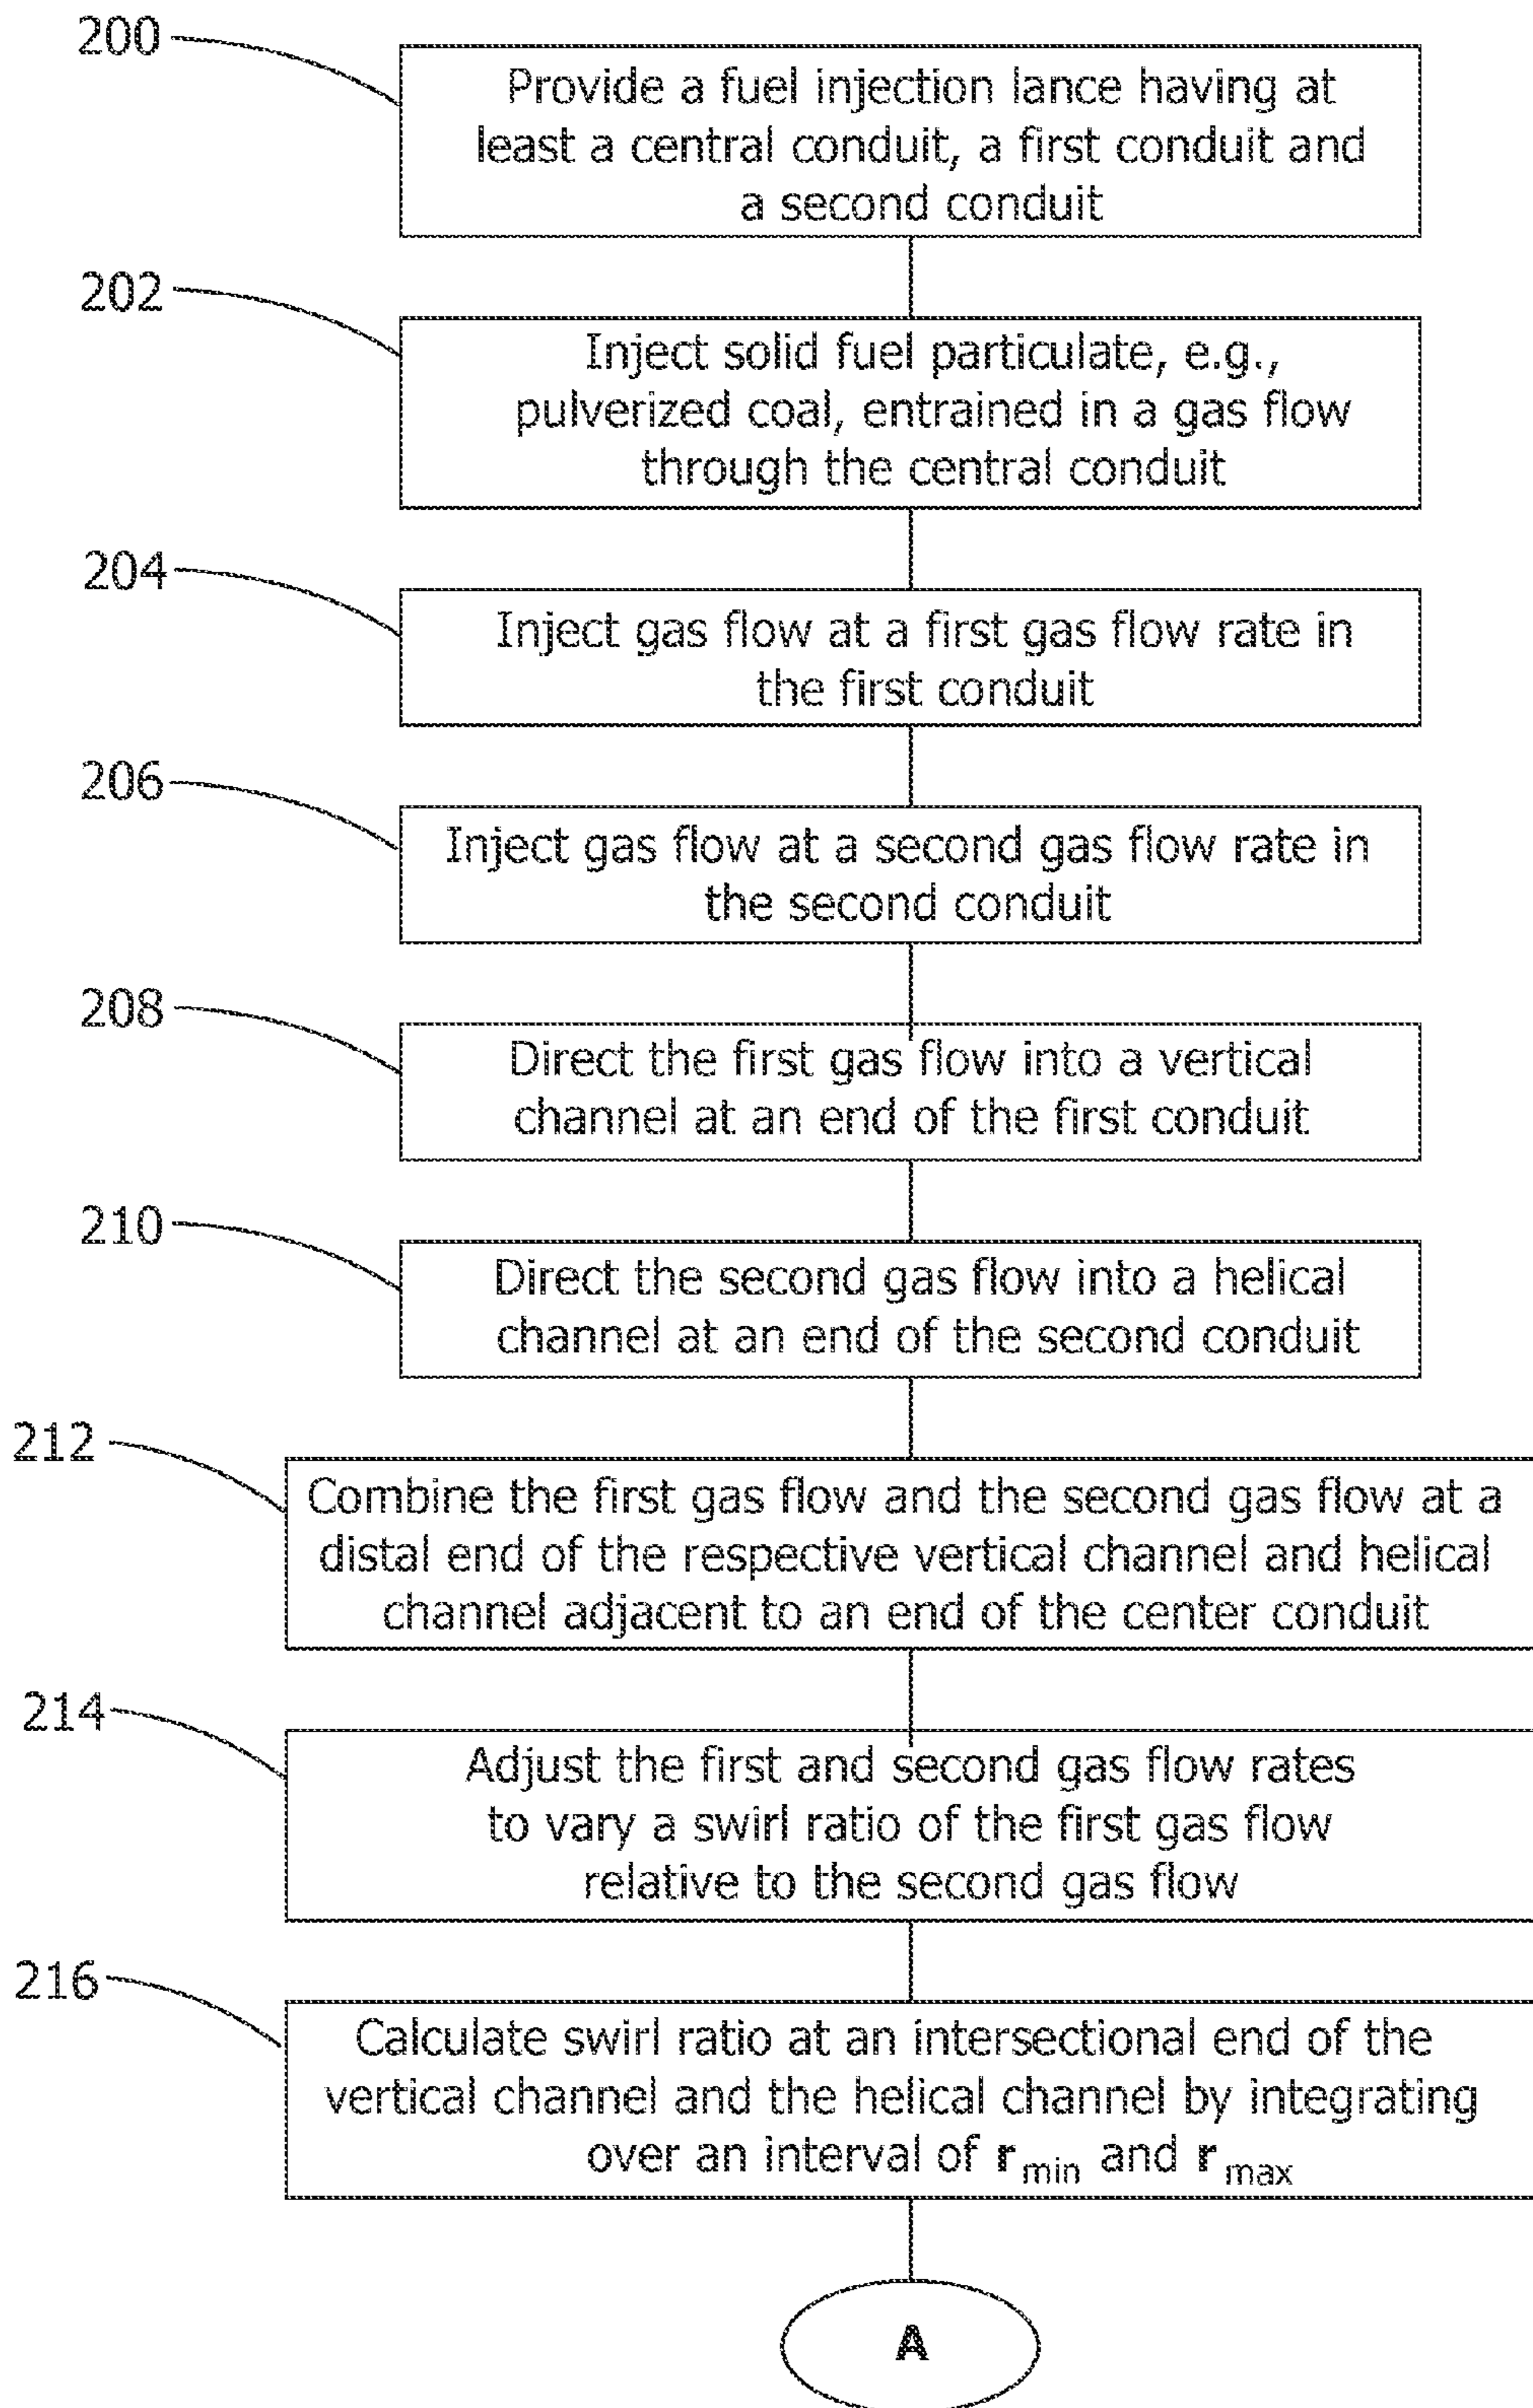 200
Provide a fuel injection lance having at
least a central conduit, a first conduit and
a second conduit
202
Inject solid fuel particulate, e.g.,
pulverized coal, entrained in a gas flow
through the central conduit
204
Inject gas flow at a first gas flow rate in
the first conduit
206
Inject gas flow at a second gas flow rate in
the second conduit
208
Direct the first gas flow into a vertical
channel at an end of the first conduit
210
Direct the second gas flow into a helical
channel at an end of the second conduit
212
Combine the first gas flow and the second gas flow at a
distal end of the respective vertical channel and helical
channel adjacent to an end of the center conduit
214
Adjust the first and second gas flow rates
to vary a swirl ratio of the first gas flow
relative to the second gas flow
216
Calculate swirl ratio at an intersectional end of the
vertical channel and the helical channel by integrating
over an interval of r min and r max
A